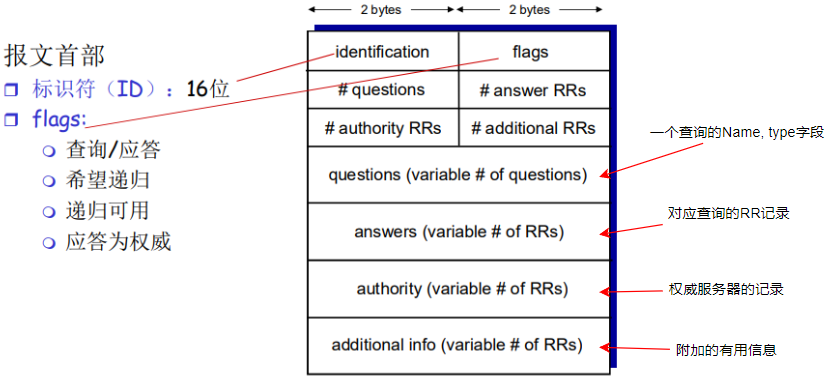 2 bytes 2 bytes
报文首部
❒ 标识符（ID）：16位
❒ flags:
❍ 查询/应答
❍ 希望递归
❍ 递归可用
❍ 应答为权威
identification flags
# questions # answer RRs
# authority RRs # additional RRs
questions (variable # of questions)
answers (variable # of RRs)
authority (variable # of RRs)
additional info (variable # of RRs)
一个查询的Name, type字段
对应查询的RR记录
权威服务器的记录
附加的有用信息